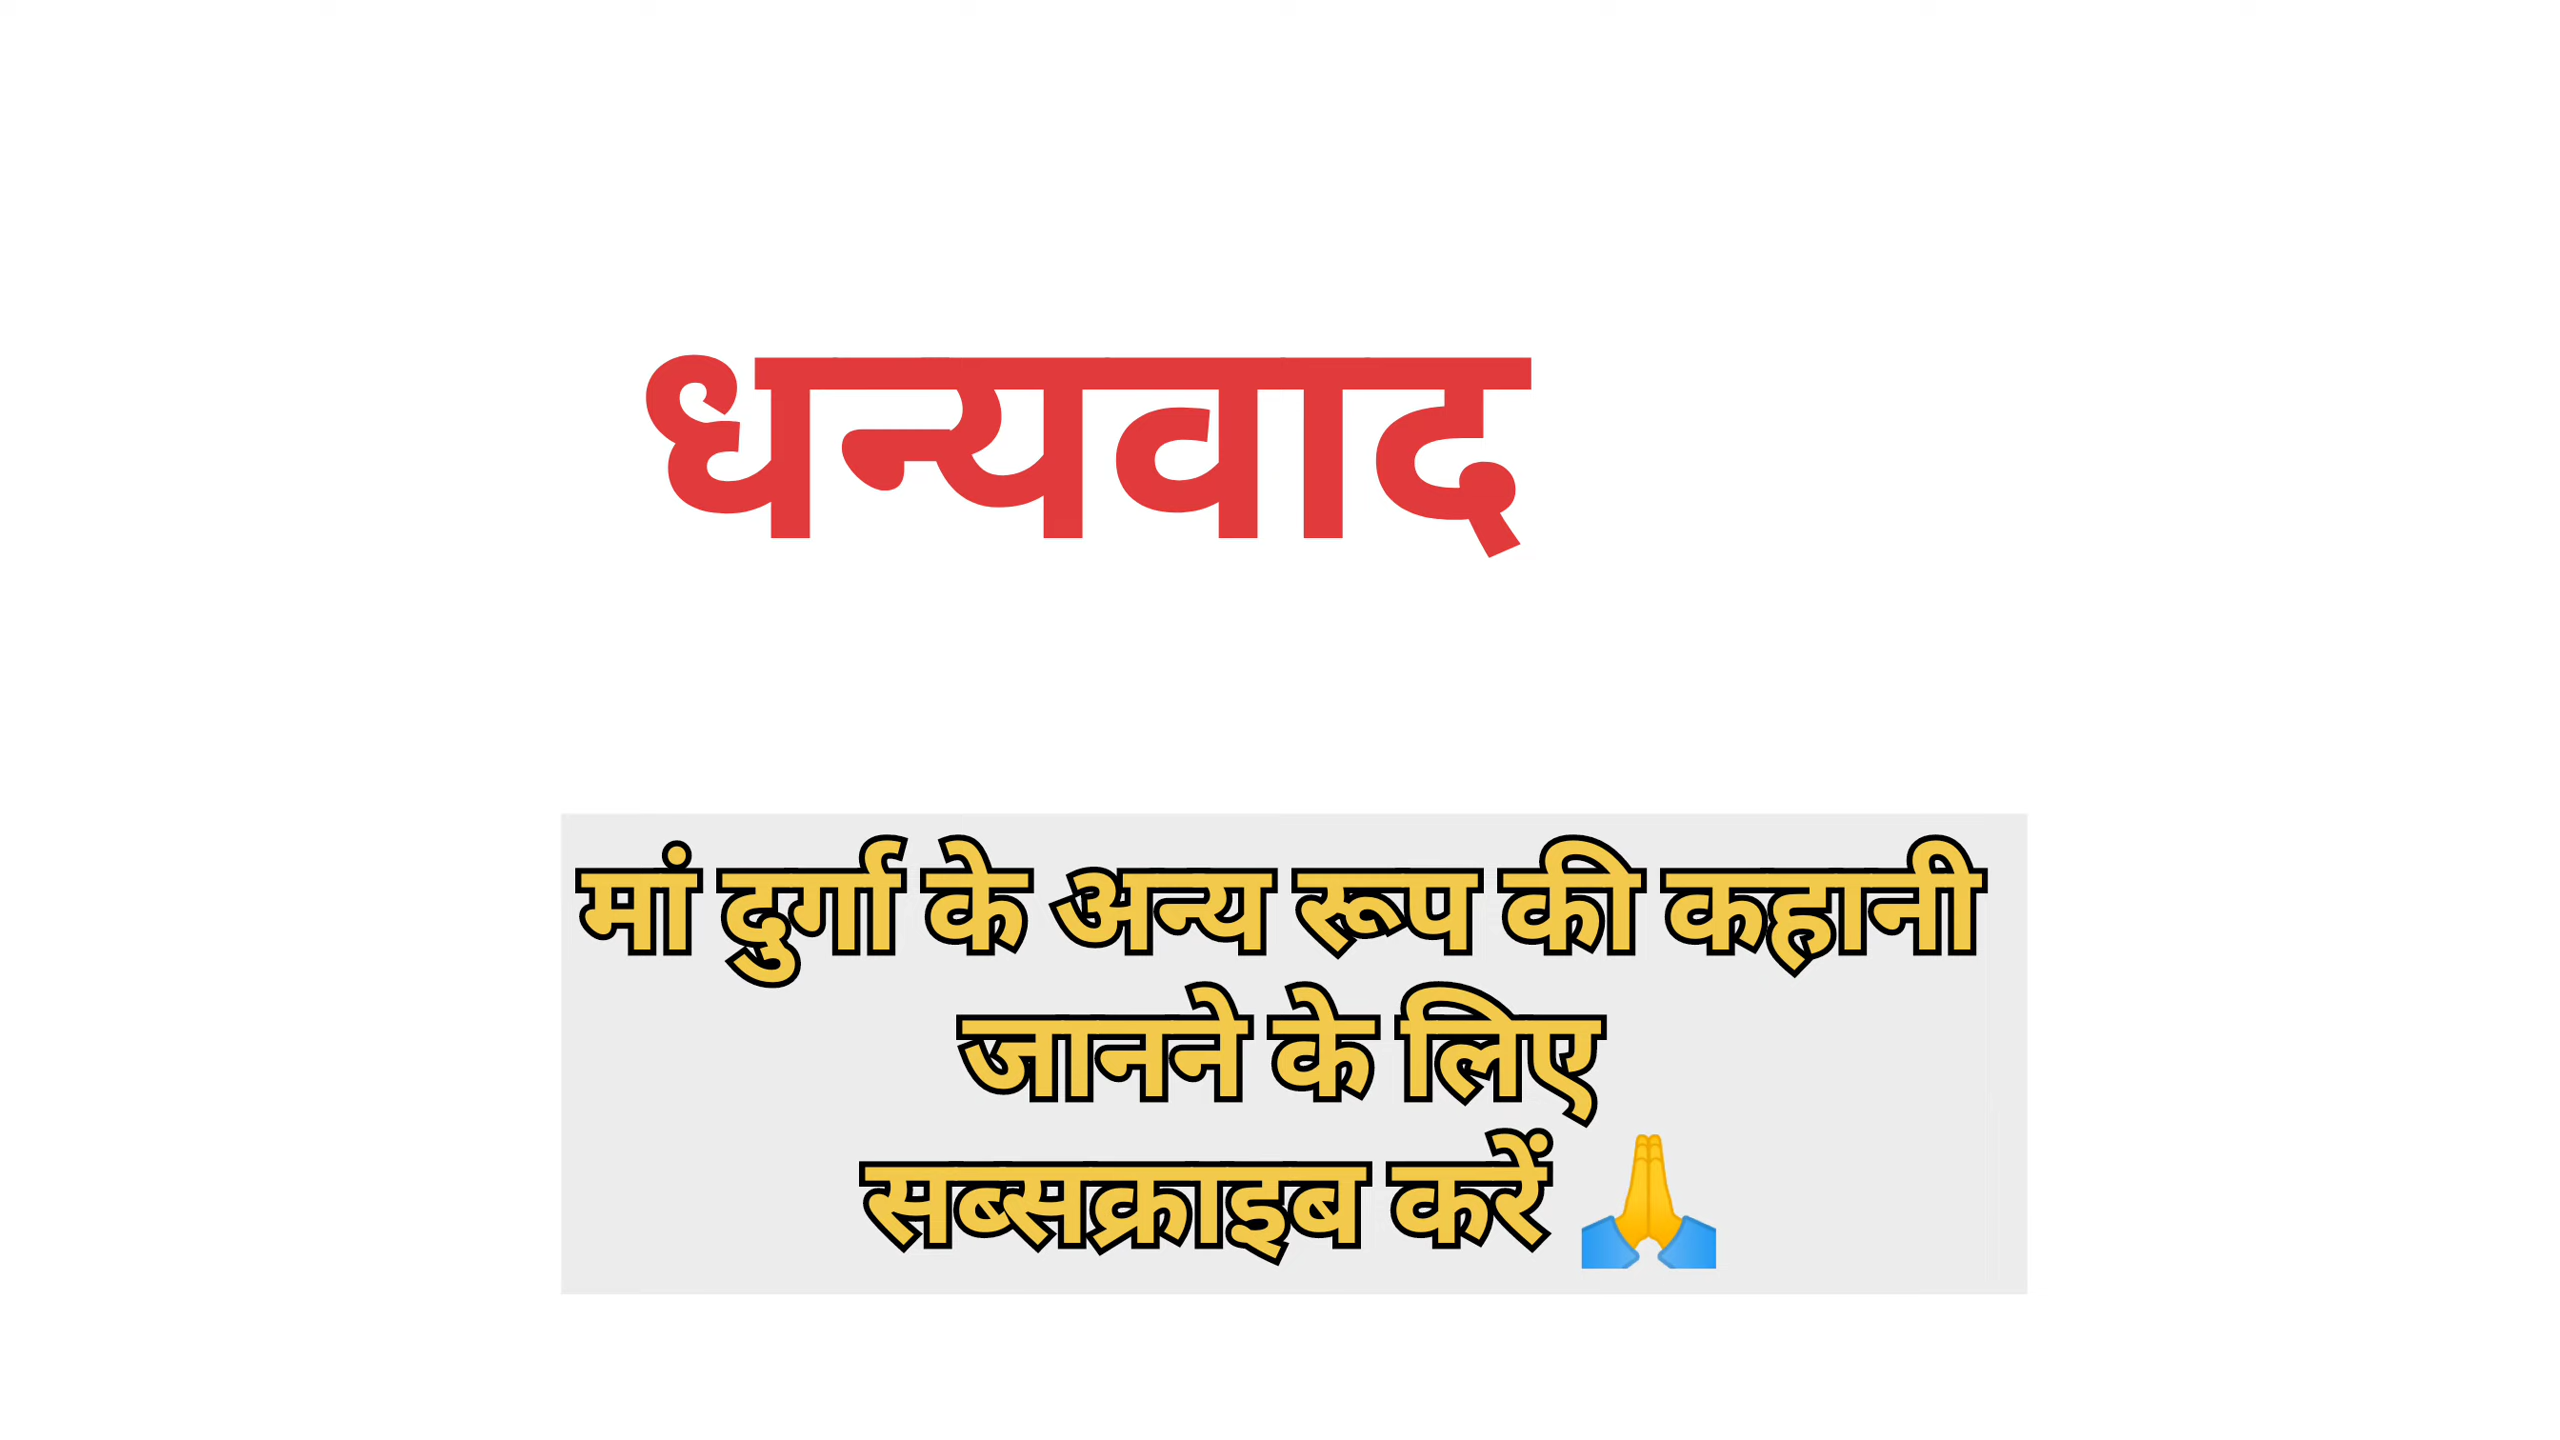 धन्यवाद
मां दुर्गा के अन्य रूप की कहानी
जानने के लिए
सब्सक्राइब करें 🙏